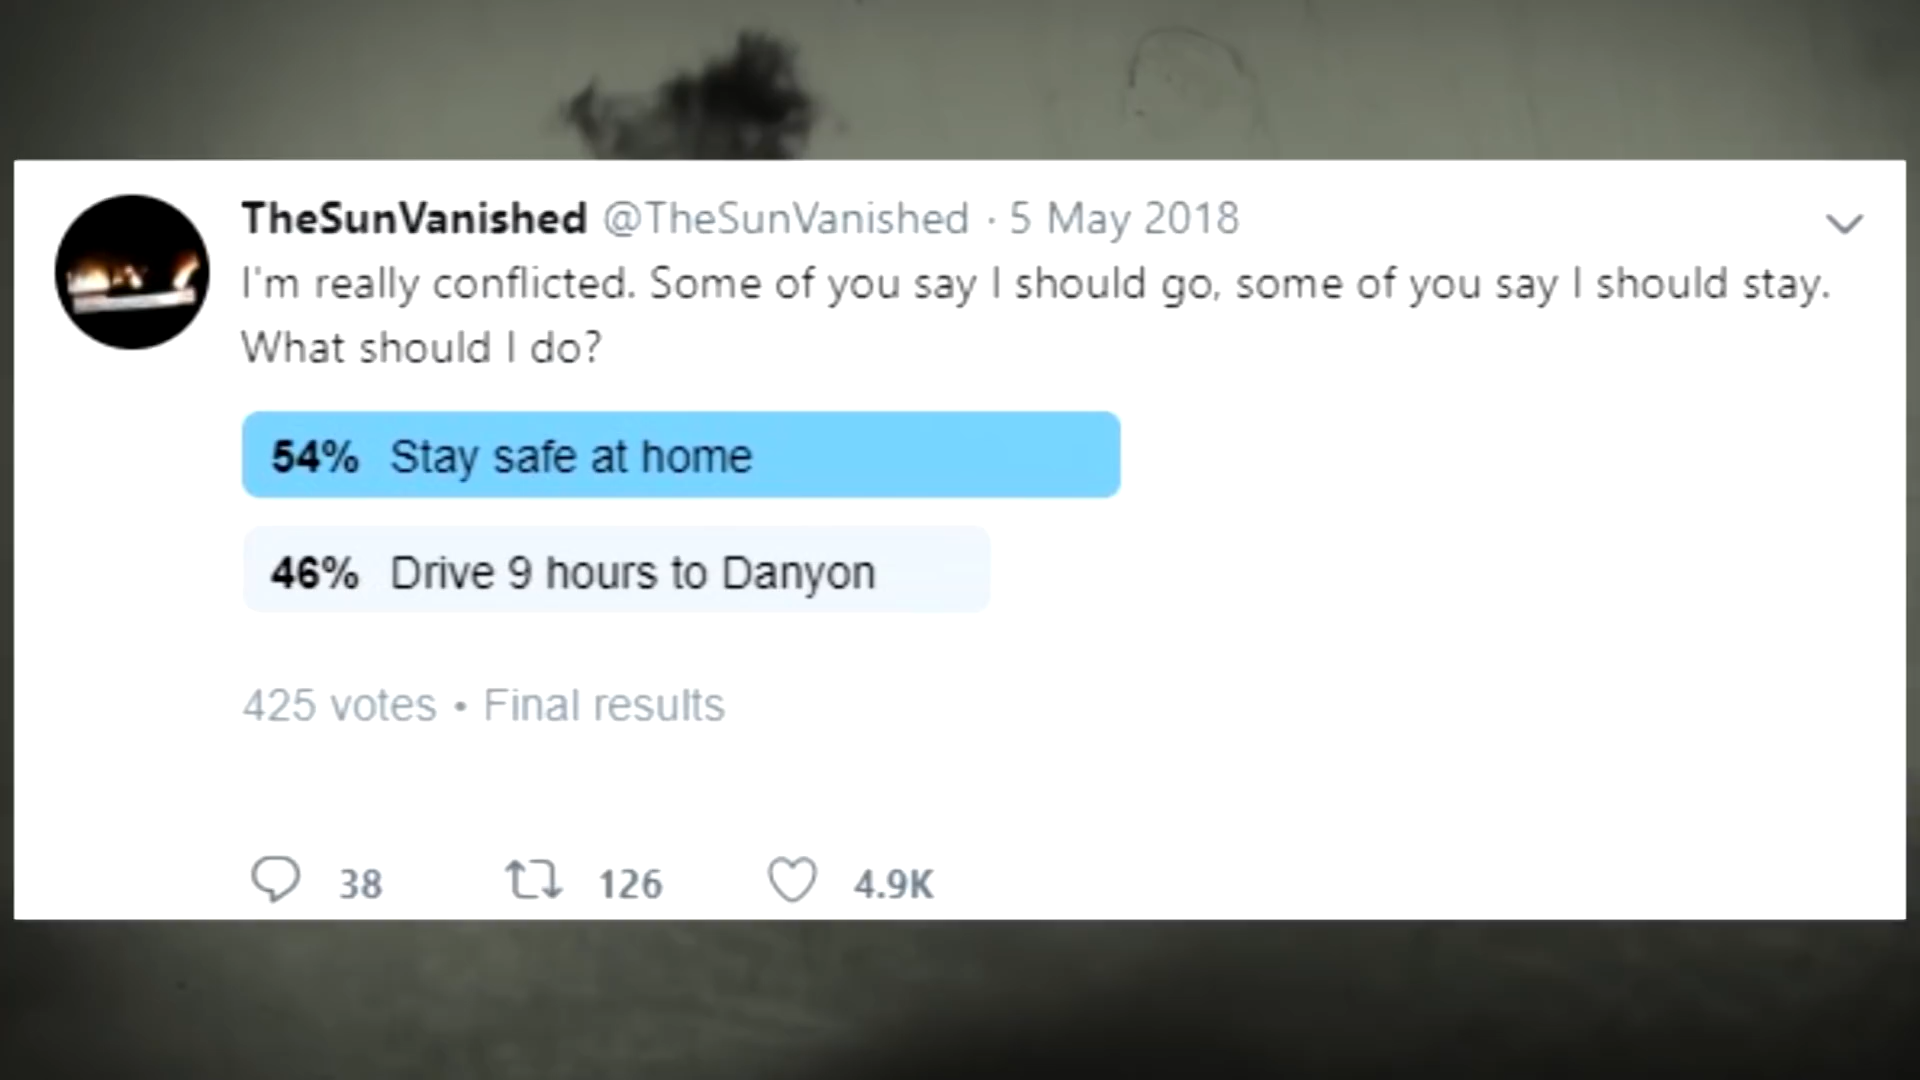 TheSunVanished @TheSunVanished · 5 May 2018
I'm really conflicted. Some of you say I should go, some of you say I should stay.
What should I do?
54% Stay safe at home
46% Drive 9 hours to Danyon
425 votes • Final results
38 126 4.9K